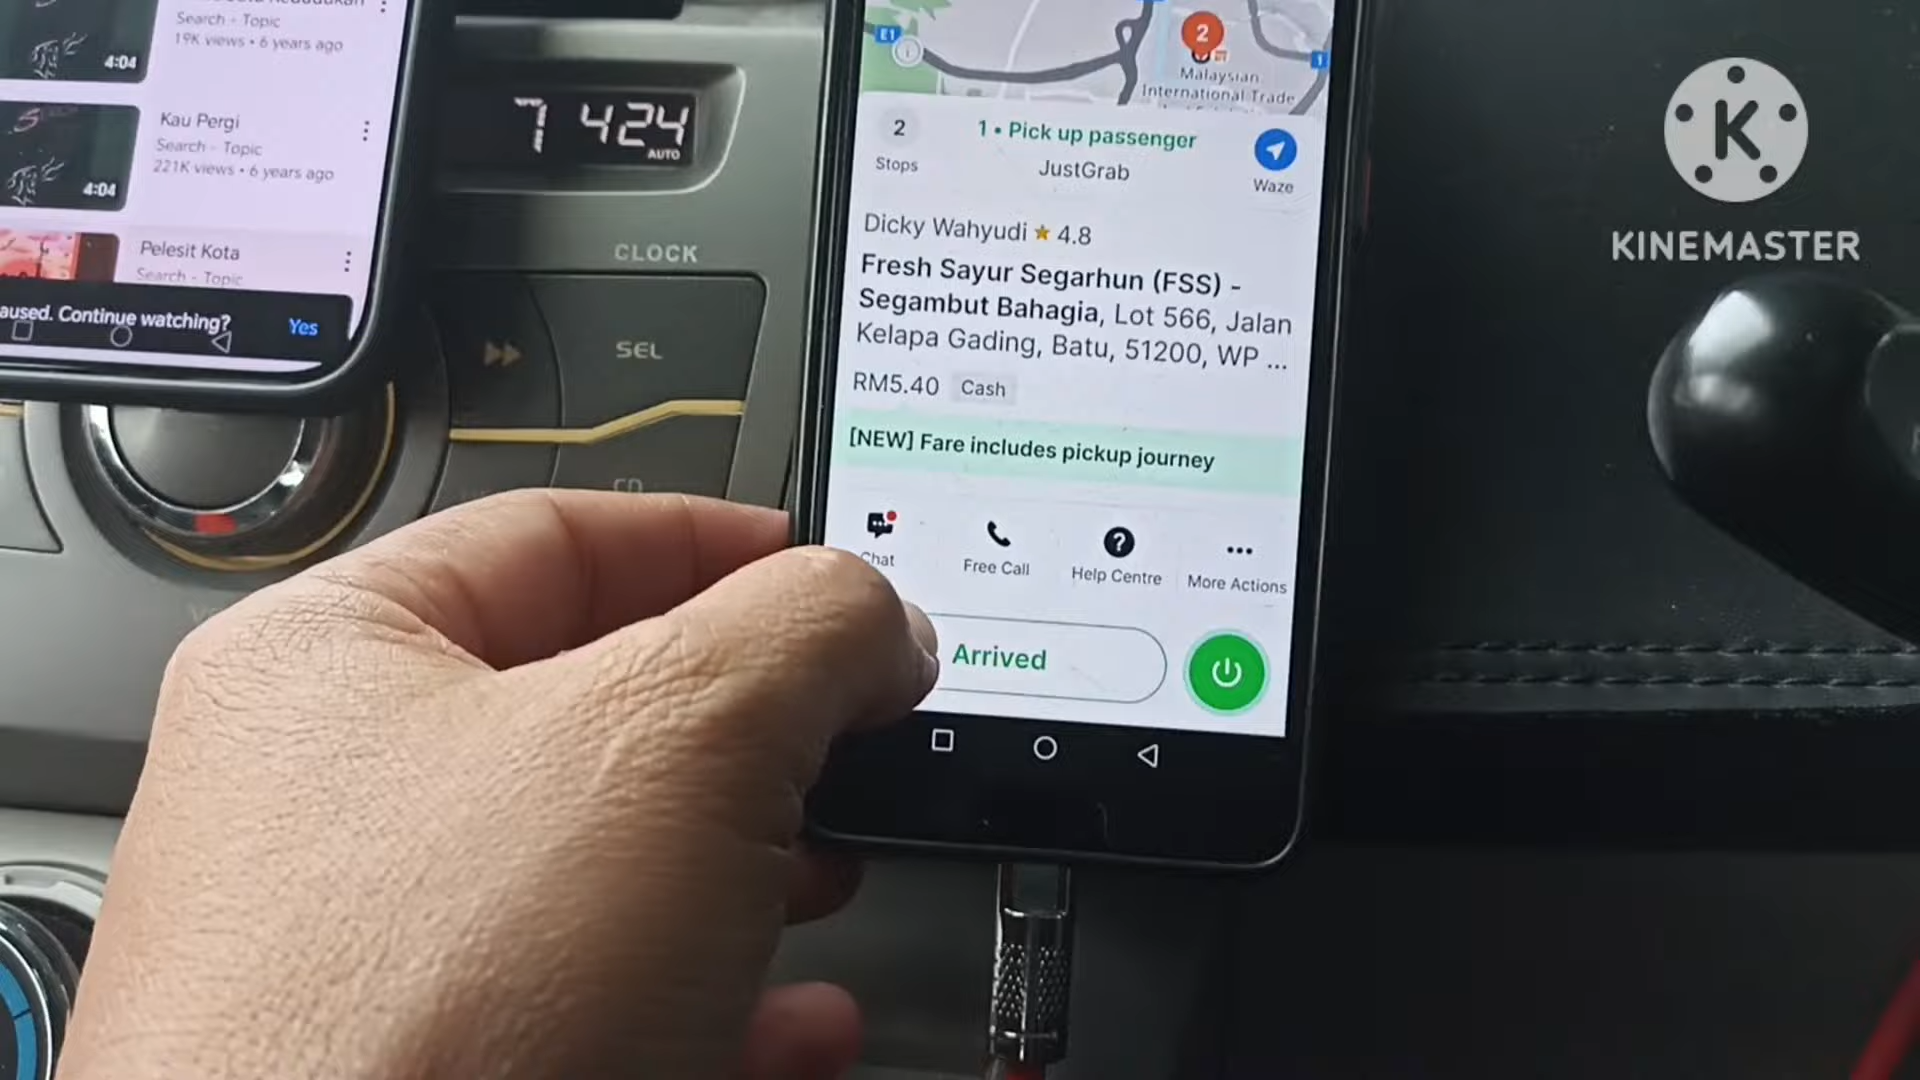 Search - Topic
19K views • 6 years ago
4:04
Kau Pergi
Search - Topic
221K views • 6 years ago
4:04
Pelesit Kota
Search - Topic
aused. Continue watching?
Yes
7 424
AUTO
CLOCK
SEL
CD
E1
2
1
Malaysian
International Trade
2
Stops
1 • Pick up passenger
JustGrab
Waze
Dicky Wahyudi ★ 4.8
Fresh Sayur Segarhun (FSS) -
Segambut Bahagia, Lot 566, Jalan
Kelapa Gading, Batu, 51200, WP ...
RM5.40 Cash
[NEW] Fare includes pickup journey
Chat
Free Call
Help Centre
More Actions
Arrived
K
KINEMASTER